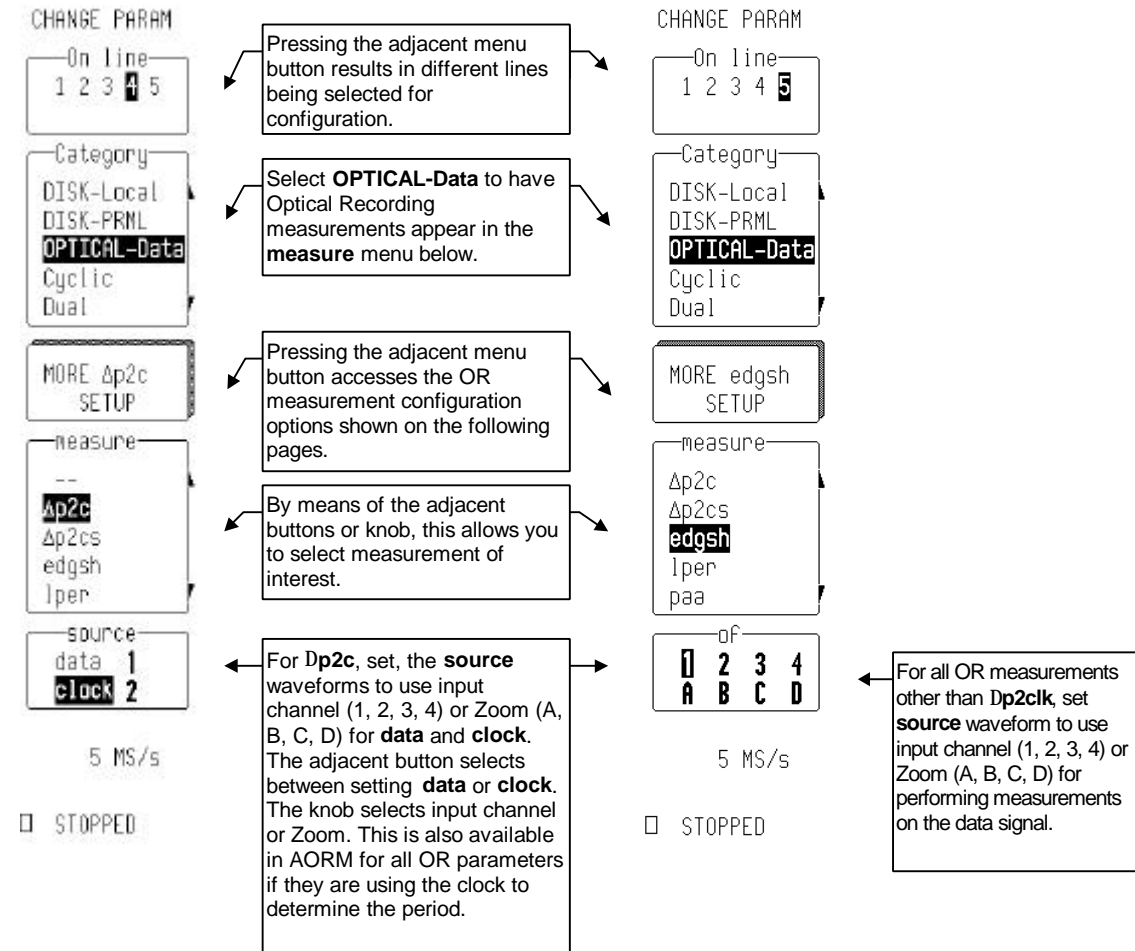 CHANGE PARAM
On line
1 2 3 4 5
Category
DISK-Local
DISK-PRML
OPTICAL-Data
Cyclic
Dual
MORE Δp2c
SETUP
measure
--
Δp2c
Δp2cs
edgsh
lper
source
data 1
clock 2
5 MS/s
STOPPED
Pressing the adjacent menu
button results in different lines
being selected for
configuration.
Select OPTICAL-Data to have
Optical Recording
measurements appear in the
measure menu below.
Pressing the adjacent menu
button accesses the OR
measurement configuration
options shown on the following
pages.
By means of the adjacent
buttons or knob, this allows you
to select measurement of
interest.
For Dp2c, set, the source
waveforms to use input
channel (1, 2, 3, 4) or Zoom (A,
B, C, D) for data and clock.
The adjacent button selects
between setting data or clock.
The knob selects input channel
or Zoom. This is also available
in AORM for all OR parameters
if they are using the clock to
determine the period.
CHANGE PARAM
On line
1 2 3 4 5
Category
DISK-Local
DISK-PRML
OPTICAL-Data
Cyclic
Dual
MORE edgsh
SETUP
measure
Δp2c
Δp2cs
edgsh
lper
paa
of
1 2 3 4
A B C D
5 MS/s
STOPPED
For all OR measurements
other than Dp2clk, set
source waveform to use
input channel (1, 2, 3, 4) or
Zoom (A, B, C, D) for
performing measurements
on the data signal.